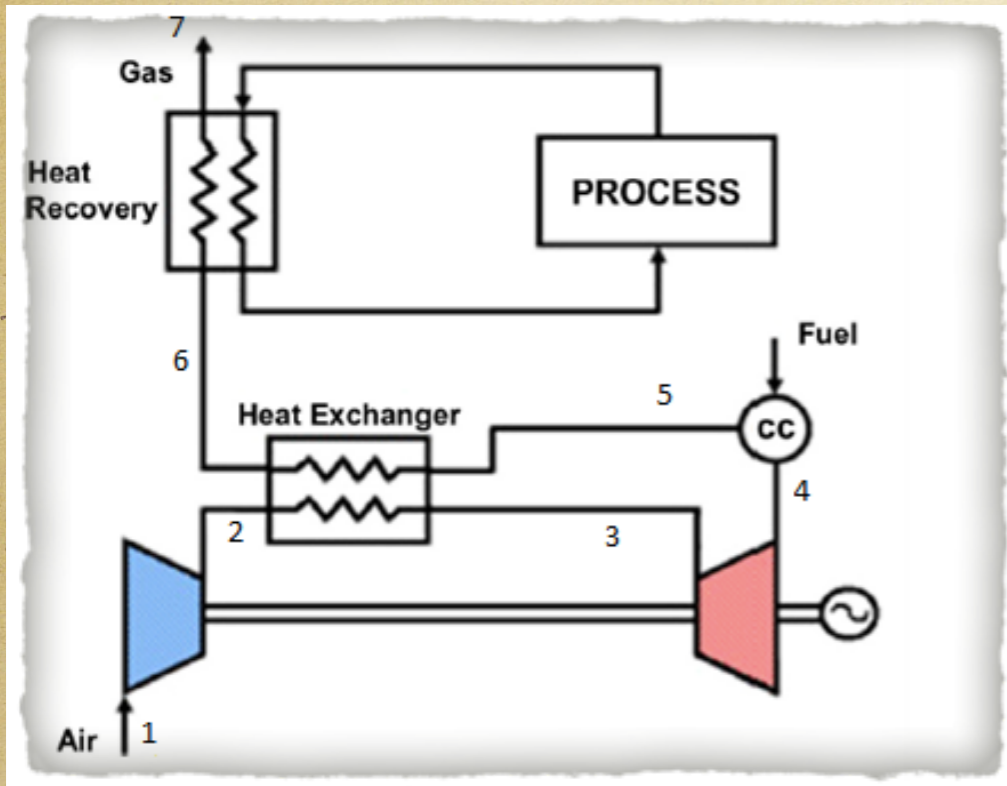 7
Gas
Heat
Recovery
PROCESS
6
Fuel
5
Heat Exchanger
CC
4
2
3
Air
1